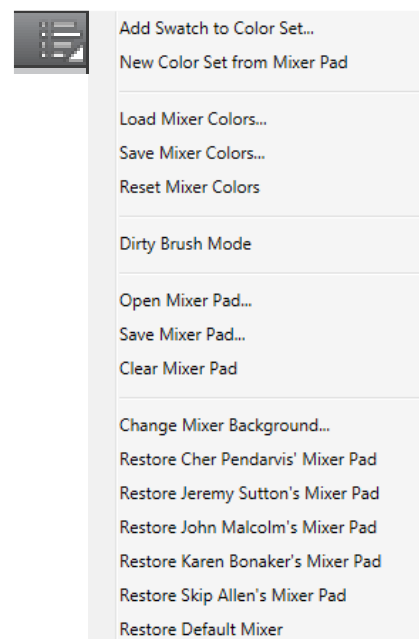 Add Swatch to Color Set...
New Color Set from Mixer Pad
Load Mixer Colors...
Save Mixer Colors...
Reset Mixer Colors
Dirty Brush Mode
Open Mixer Pad...
Save Mixer Pad...
Clear Mixer Pad
Change Mixer Background...
Restore Cher Pendarvis' Mixer Pad
Restore Jeremy Sutton's Mixer Pad
Restore John Malcolm's Mixer Pad
Restore Karen Bonaker's Mixer Pad
Restore Skip Allen's Mixer Pad
Restore Default Mixer